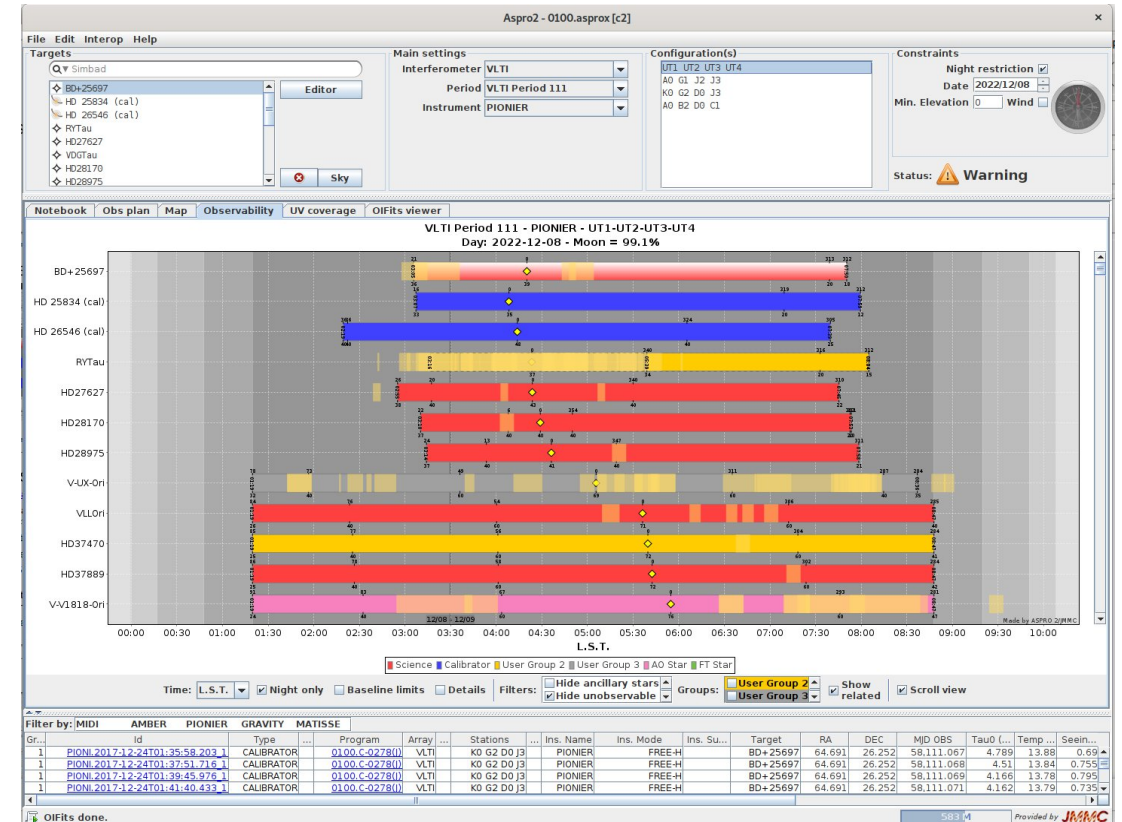 Aspro2 - 0100.asprox [c2]
×
File Edit Interop Help
Targets
Simbad
BD+25697
HD 25834 (cal)
HD 26546 (cal)
RYTau
HD27627
VDGTau
HD28170
HD28975
Editor
Sky
Main settings
Interferometer VLTI
Period VLTI Period 111
Instrument PIONIER
Configuration(s)
UT1 UT2 UT3 UT4
A0 G1 J2 J3
K0 G2 D0 J3
A0 B2 D0 C1
Constraints
Night restriction
Date 2022/12/08
Min. Elevation 0 Wind
Status: Warning
Notebook Obs plan Map Observability UV coverage OIFits viewer
VLTI Period 111 - PIONIER - UT1-UT2-UT3-UT4
Day: 2022-12-08 - Moon = 99.1%
BD+25697
HD 25834 (cal)
HD 26546 (cal)
RYTau
HD27627
HD28170
HD28975
V-UX-Ori
VLLOri
HD37470
HD37889
V-V1818-Ori
12/08 - 12/09
Made by ASPRO 2/JMMC
00:00 00:30 01:00 01:30 02:00 02:30 03:00 03:30 04:00 04:30 05:00 05:30 06:00 06:30 07:00 07:30 08:00 08:30 09:00 09:30 10:00
L.S.T.
Science Calibrator User Group 2 User Group 3 AO Star FT Star
Time: L.S.T. Night only Baseline limits Details Filters: Hide ancillary stars Hide unobservable Groups: User Group 2 User Group 3 Show related Scroll view
Filter by: MIDI AMBER PIONIER GRAVITY MATISSE
Gr... Id Type ... Program Array ... Stations ... Ins. Name Ins. Mode Ins. Su... Target RA DEC MJD OBS Tau0 (... Temp ... Seein...
1 PIONI.2017-12-24T01:35:58.203_1 CALIBRATOR 0100.C-0278(J) VLTI K0 G2 D0 J3 PIONIER FREE-H BD+25697 64.691 26.252 58,111.067 4.789 13.88 0.69
1 PIONI.2017-12-24T01:37:51.716_1 CALIBRATOR 0100.C-0278(J) VLTI K0 G2 D0 J3 PIONIER FREE-H BD+25697 64.691 26.252 58,111.068 4.51 13.84 0.755
1 PIONI.2017-12-24T01:39:45.976_1 CALIBRATOR 0100.C-0278(J) VLTI K0 G2 D0 J3 PIONIER FREE-H BD+25697 64.691 26.252 58,111.069 4.166 13.78 0.795
1 PIONI.2017-12-24T01:41:40.433_1 CALIBRATOR 0100.C-0278(J) VLTI K0 G2 D0 J3 PIONIER FREE-H BD+25697 64.691 26.252 58,111.071 4.162 13.79 0.735
OIFits done.
583 M
Provided by JMMC